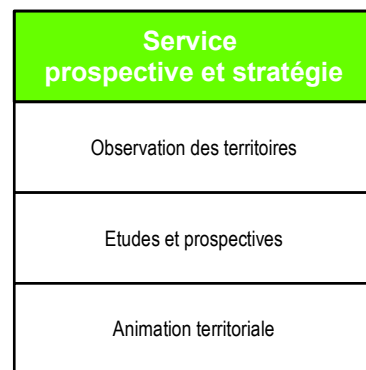 Service
prospective et stratégie
Observation des territoires
Etudes et prospectives
Animation territoriale